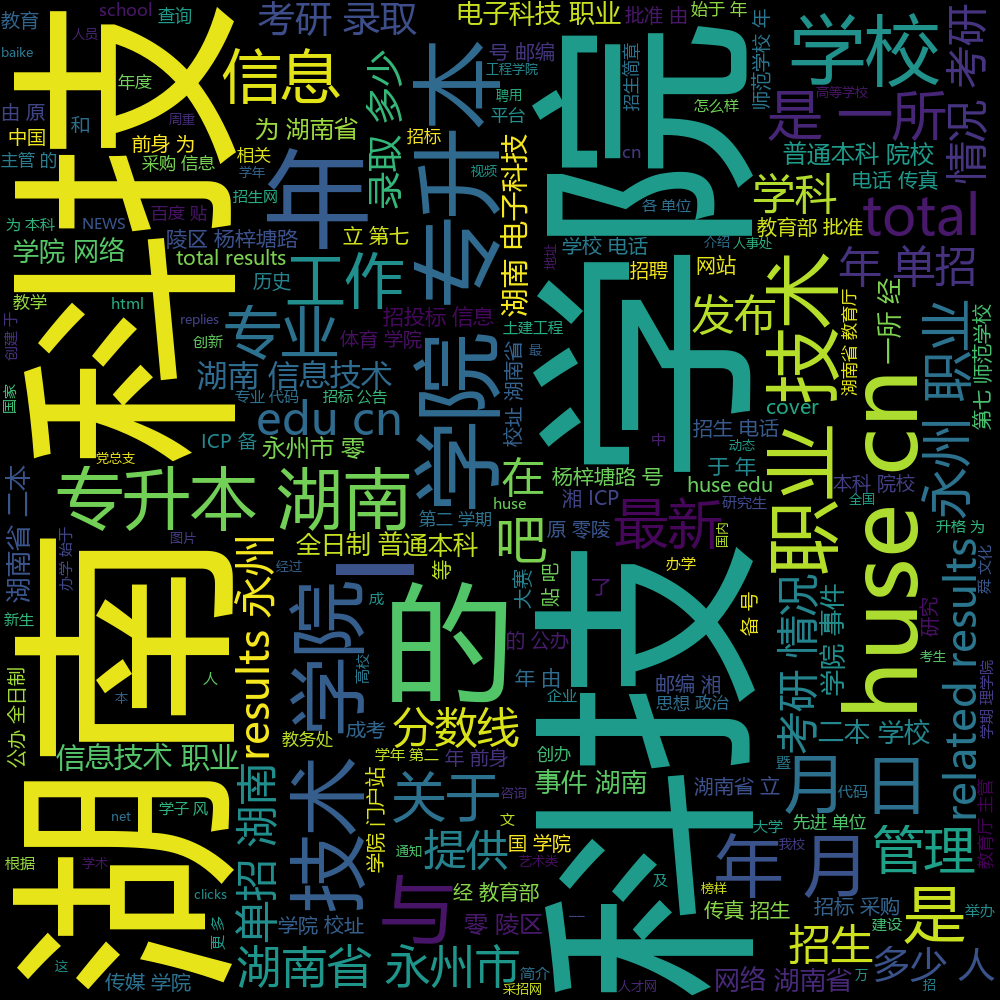 教育
school
查询
考研 录取
电子科技 职业
批准 由
始于 年
baike
人员
号 邮编
工程学院
招生简章
师范学校 年
学校
考研
科技
信息
年度
专升本
聘用
平台
学院
怎么样
高等学校
是 一所
情况
由 原
周重
和
中国
前身 为
为 湖南省
录取 多少
招标
主管 的
采购 信息
相关
年
视频
cn
普通本科 院校
招生网
学年
湖南 电子科技
各 单位
学科
电话 传真
total
为 本科
NEWS
百度 贴
陵区 杨梓塘路
立 第七
教育部 批准
学院 网络
total results
学校 电话
介绍
人事处
年 单招
历史
工作
招聘
网站
地址
教学
html
招投标 信息
发布
技术
一所 经
replies
创新
专业
体育 学院
土建工程
湖南省 教育厅
职业
创建 于
湖南 信息技术
最
校址 湖南省
第七 师范学校
国家
专业 代码
招标 公告
cover
edu cn
招生 电话
ICP 备
永州市 零
中
动态
于 年
永州 职业
党总支
在
杨梓塘路 号
huse edu
本科 院校
专升本 湖南
huse
湘 ICP
研究生
全国
第二 学期
原 零陵
最新
huse cn
升格 为
湖南省 二本
图片
全日制 普通本科
吧
国内
舜 文化
办学 始于
results 永州
经过
等
大赛
贴 吧
办学
湖南
成
的
了
备 号
研究
related results
新生
人
学院
高校
的 公办
考研 情况
学院 事件
考生
公办 全日制
本
年 由
邮编 湘
企业
思想 政治
学期 理学院
分数线
教务处
成考
二本 学校
信息技术 职业
学年 第二
年 前身
创办
暨
单招 湖南
技术
学院 门户站
关于
事件 湖南
湖南省 立
月 日
代码
学子 风
咨询
net
文
先进 单位
教育厅 主管
大学
提供
国 学院
我校
根据
学术
通知
艺术类
管理
经 教育部
及
榜样
年 月
clicks
与
更多
学院 校址
零 陵区
传真 招生
招标 采购
是
举办
一
建设
招生
这
湖南省 永州市
简介
网络 湖南省
万
多少 人
传媒 学院
采招网
人才网
招